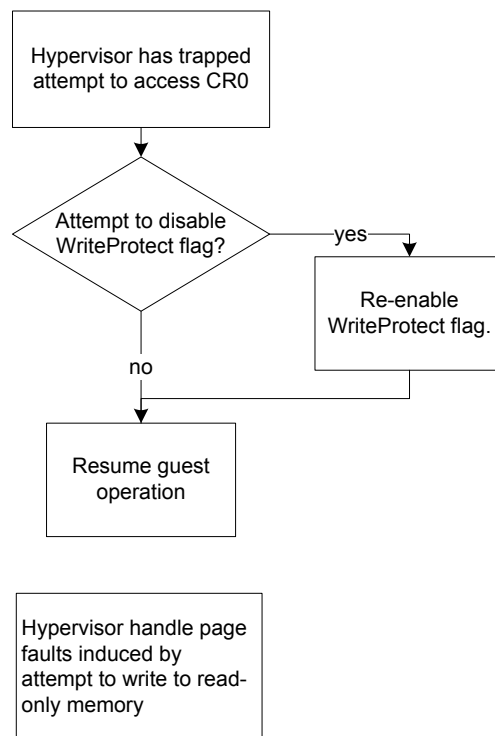 Hypervisor has trapped
attempt to access CR0
Attempt to disable
WriteProtect flag?
yes
Re-enable
WriteProtect flag.
no
Resume guest
operation
Hypervisor handle page
faults induced by
attempt to write to read-
only memory